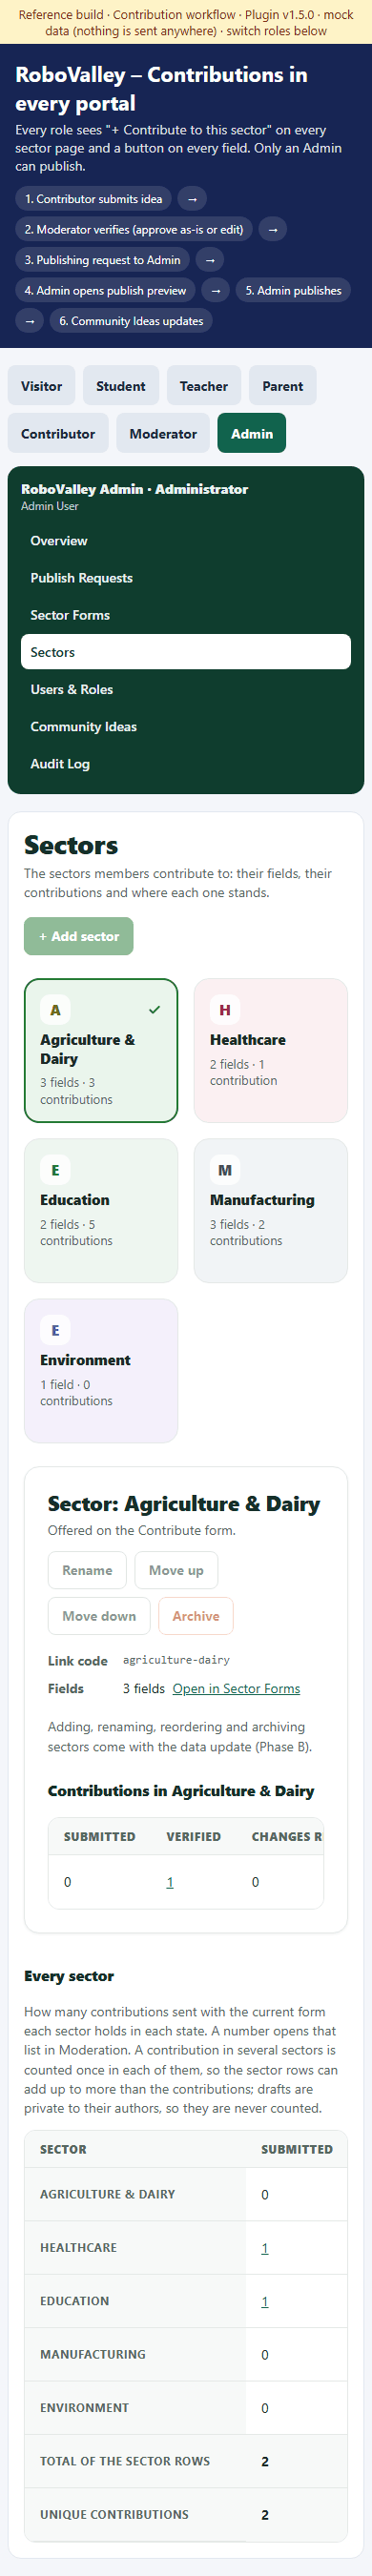 Reference build · Contribution workflow · Plugin v1.5.0 · mock
data (nothing is sent anywhere) · switch roles below
RoboValley – Contributions in
every portal
Every role sees "+ Contribute to this sector" on every
sector page and a button on every field. Only an Admin
can publish.
1. Contributor submits idea →
2. Moderator verifies (approve as-is or edit) →
3. Publishing request to Admin →
4. Admin opens publish preview → 5. Admin publishes
→ 6. Community Ideas updates
Visitor Student Teacher Parent
Contributor Moderator Admin
RoboValley Admin · Administrator
Admin User
Overview
Publish Requests
Sector Forms
Sectors
Users & Roles
Community Ideas
Audit Log
Sectors
The sectors members contribute to: their fields, their
contributions and where each one stands.
+ Add sector
A ✓
Agriculture &
Dairy
3 fields · 3
contributions
H
Healthcare
2 fields · 1
contribution
E
Education
2 fields · 5
contributions
M
Manufacturing
3 fields · 2
contributions
E
Environment
1 field · 0
contributions
Sector: Agriculture & Dairy
Offered on the Contribute form.
Rename Move up
Move down Archive
Link code agriculture-dairy
Fields 3 fields Open in Sector Forms
Adding, renaming, reordering and archiving
sectors come with the data update (Phase B).
Contributions in Agriculture & Dairy
SUBMITTED VERIFIED CHANGES R
0 1 0
Every sector
How many contributions sent with the current form
each sector holds in each state. A number opens that
list in Moderation. A contribution in several sectors is
counted once in each of them, so the sector rows can
add up to more than the contributions; drafts are
private to their authors, so they are never counted.
SECTOR SUBMITTED
AGRICULTURE & DAIRY 0
HEALTHCARE 1
EDUCATION 1
MANUFACTURING 0
ENVIRONMENT 0
TOTAL OF THE SECTOR ROWS 2
UNIQUE CONTRIBUTIONS 2